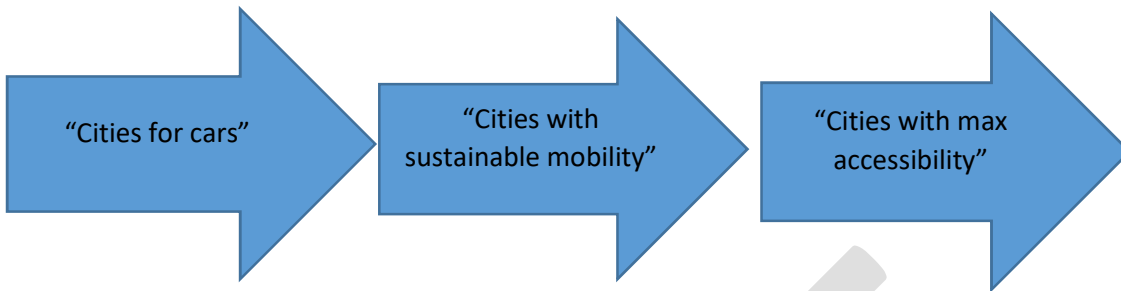 “Cities for cars”
“Cities with
sustainable mobility”
“Cities with max
accessibility”